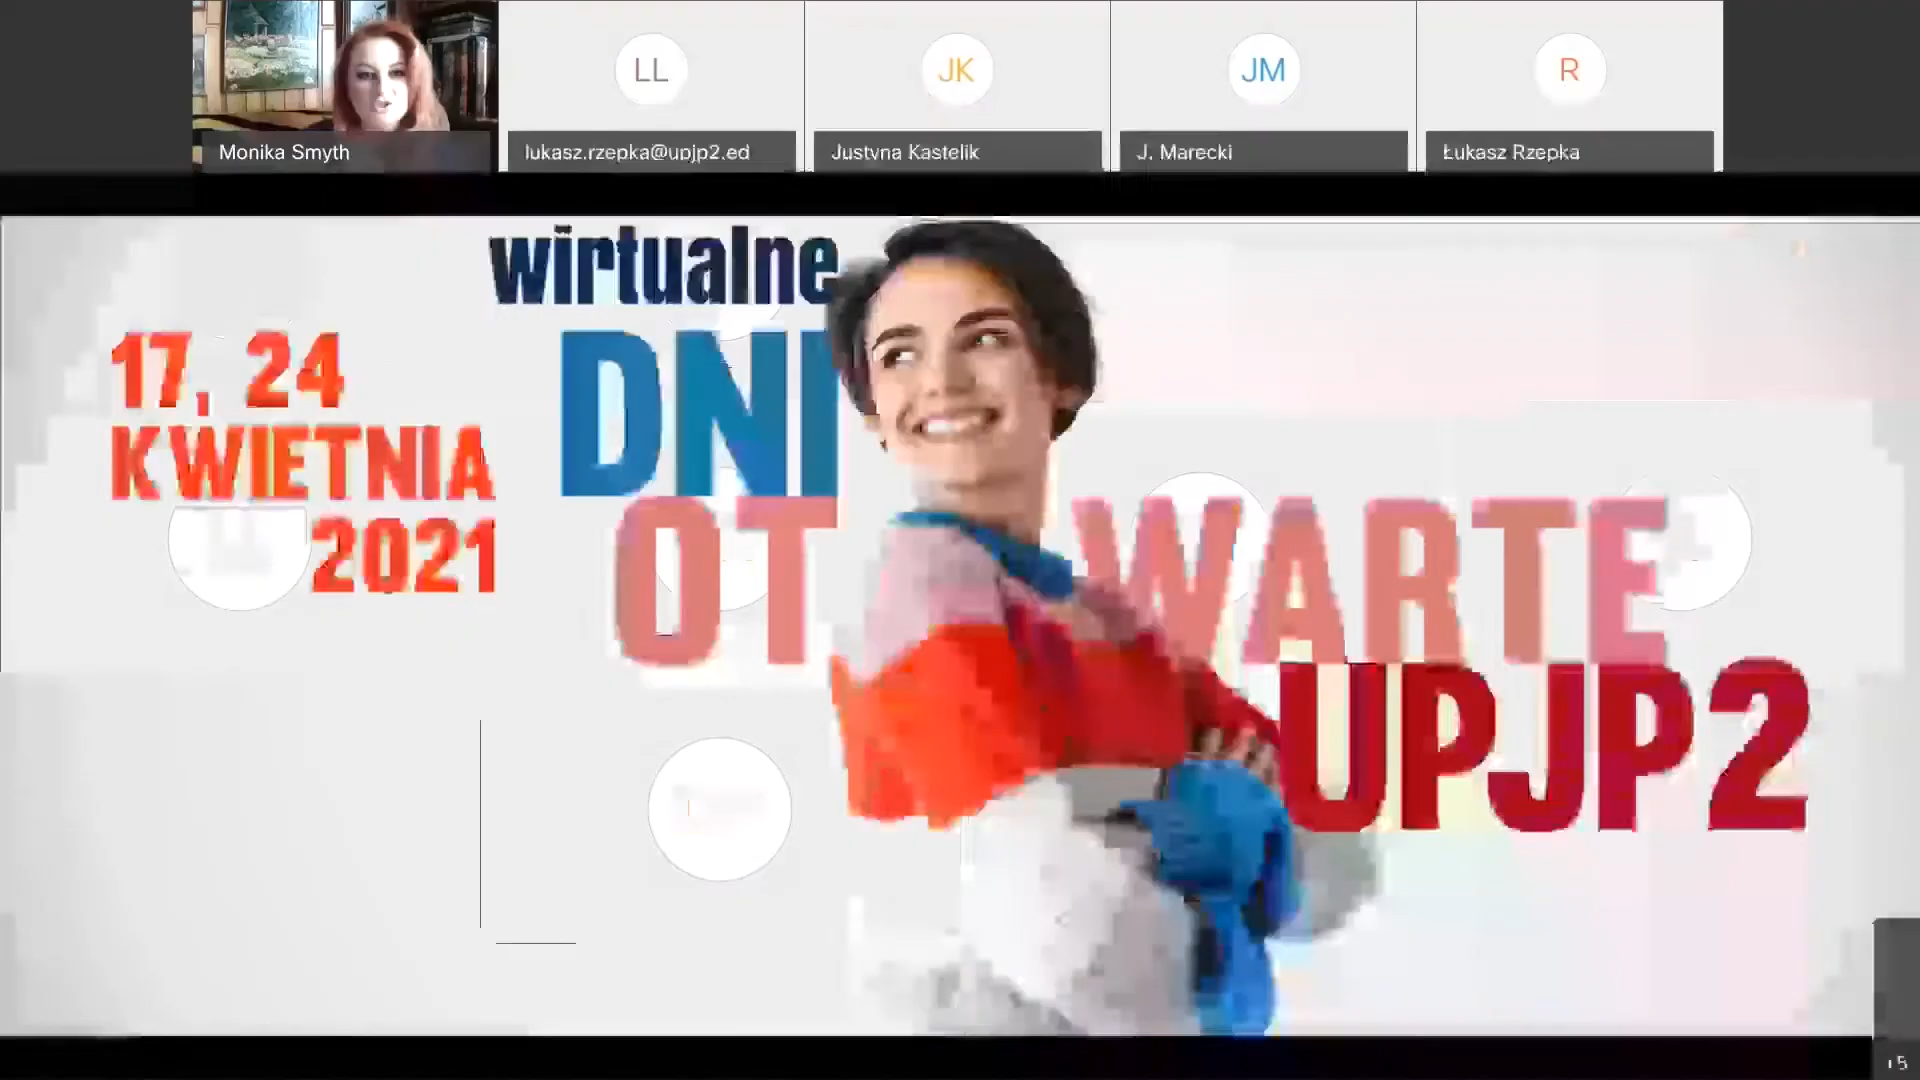 LL
JK
JM
R
Monika Smyth
lukasz.rzepka@upjp2.ed
Justyna Kastelik
J. Marecki
Łukasz Rzepka
wirtualne
17, 24
KWIETNIA
2021
DNI
OTWARTE
UPJP2